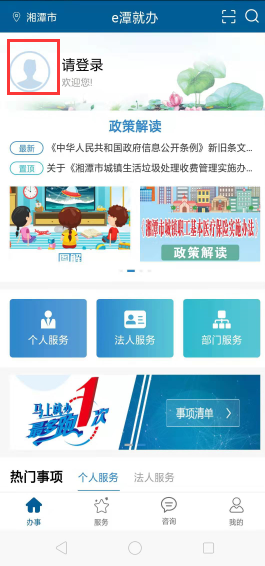 湘潭市
e潭就办
请登录
欢迎您!
政策解读
最新 《中华人民共和国政府信息公开条例》新旧条文...
置顶 关于《湘潭市城镇生活垃圾处理收费管理实施办...
图解
湘潭市城镇职工基本医疗保险实施办法
政策解读
个人服务 法人服务 部门服务
马上就办
最多跑1次
事项清单
热门事项 个人服务 法人服务
办事 服务 咨询 我的